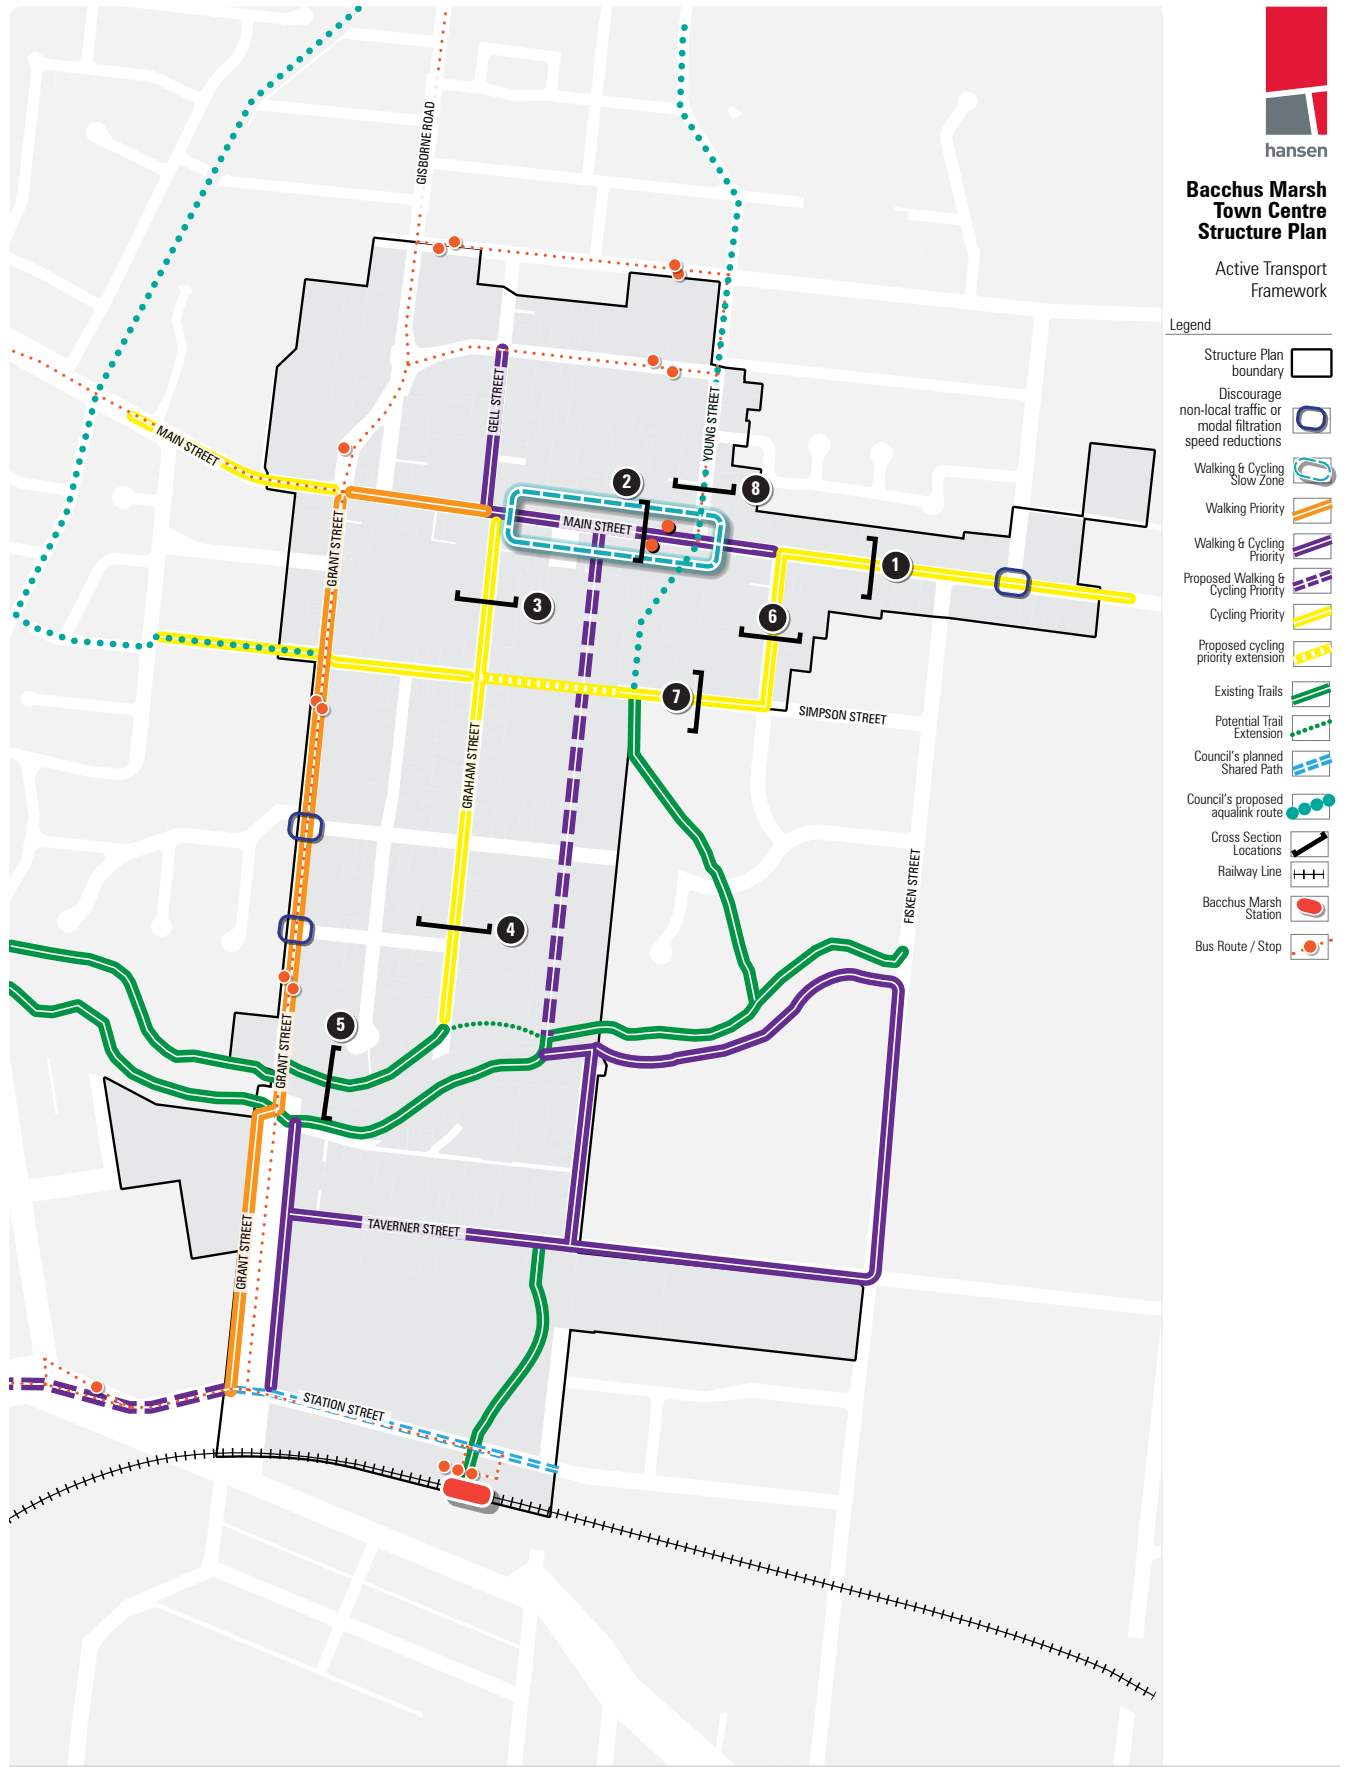 hansen
Bacchus Marsh
Town Centre
Structure Plan
Active Transport
Framework
Legend
Structure Plan
boundary
Discourage
non-local traffic or
modal filtration
speed reductions
Walking & Cycling
Slow Zone
Walking Priority
Walking & Cycling
Priority
Proposed Walking &
Cycling Priority
Cycling Priority
Proposed cycling
priority extension
Existing Trails
Potential Trail
Extension
Council's planned
Shared Path
Council's proposed
aqualink route
Cross Section
Locations
Railway Line
Bacchus Marsh
Station
Bus Route / Stop
GISBORNE ROAD
GELL STREET
YOUNG STREET
MAIN STREET
2
8
MAIN STREET
GRANT STREET
1
3
6
7
SIMPSON STREET
GRAHAM STREET
FISKEN STREET
4
5
GRANT STREET
TAVERNER STREET
GRANT STREET
STATION STREET